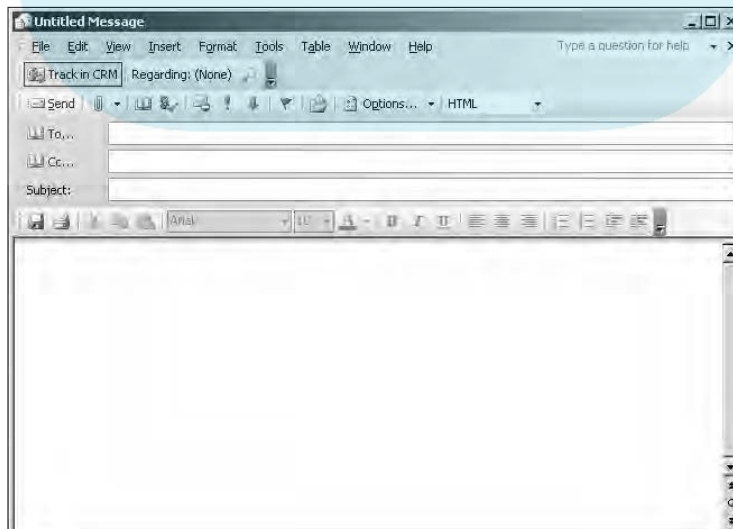 Untitled Message
File Edit View Insert Format Tools Table Window Help Type a question for help
Track in CRM Regarding: (None)
Send Options... HTML
To...
Cc...
Subject:
Arial 10 A B I U